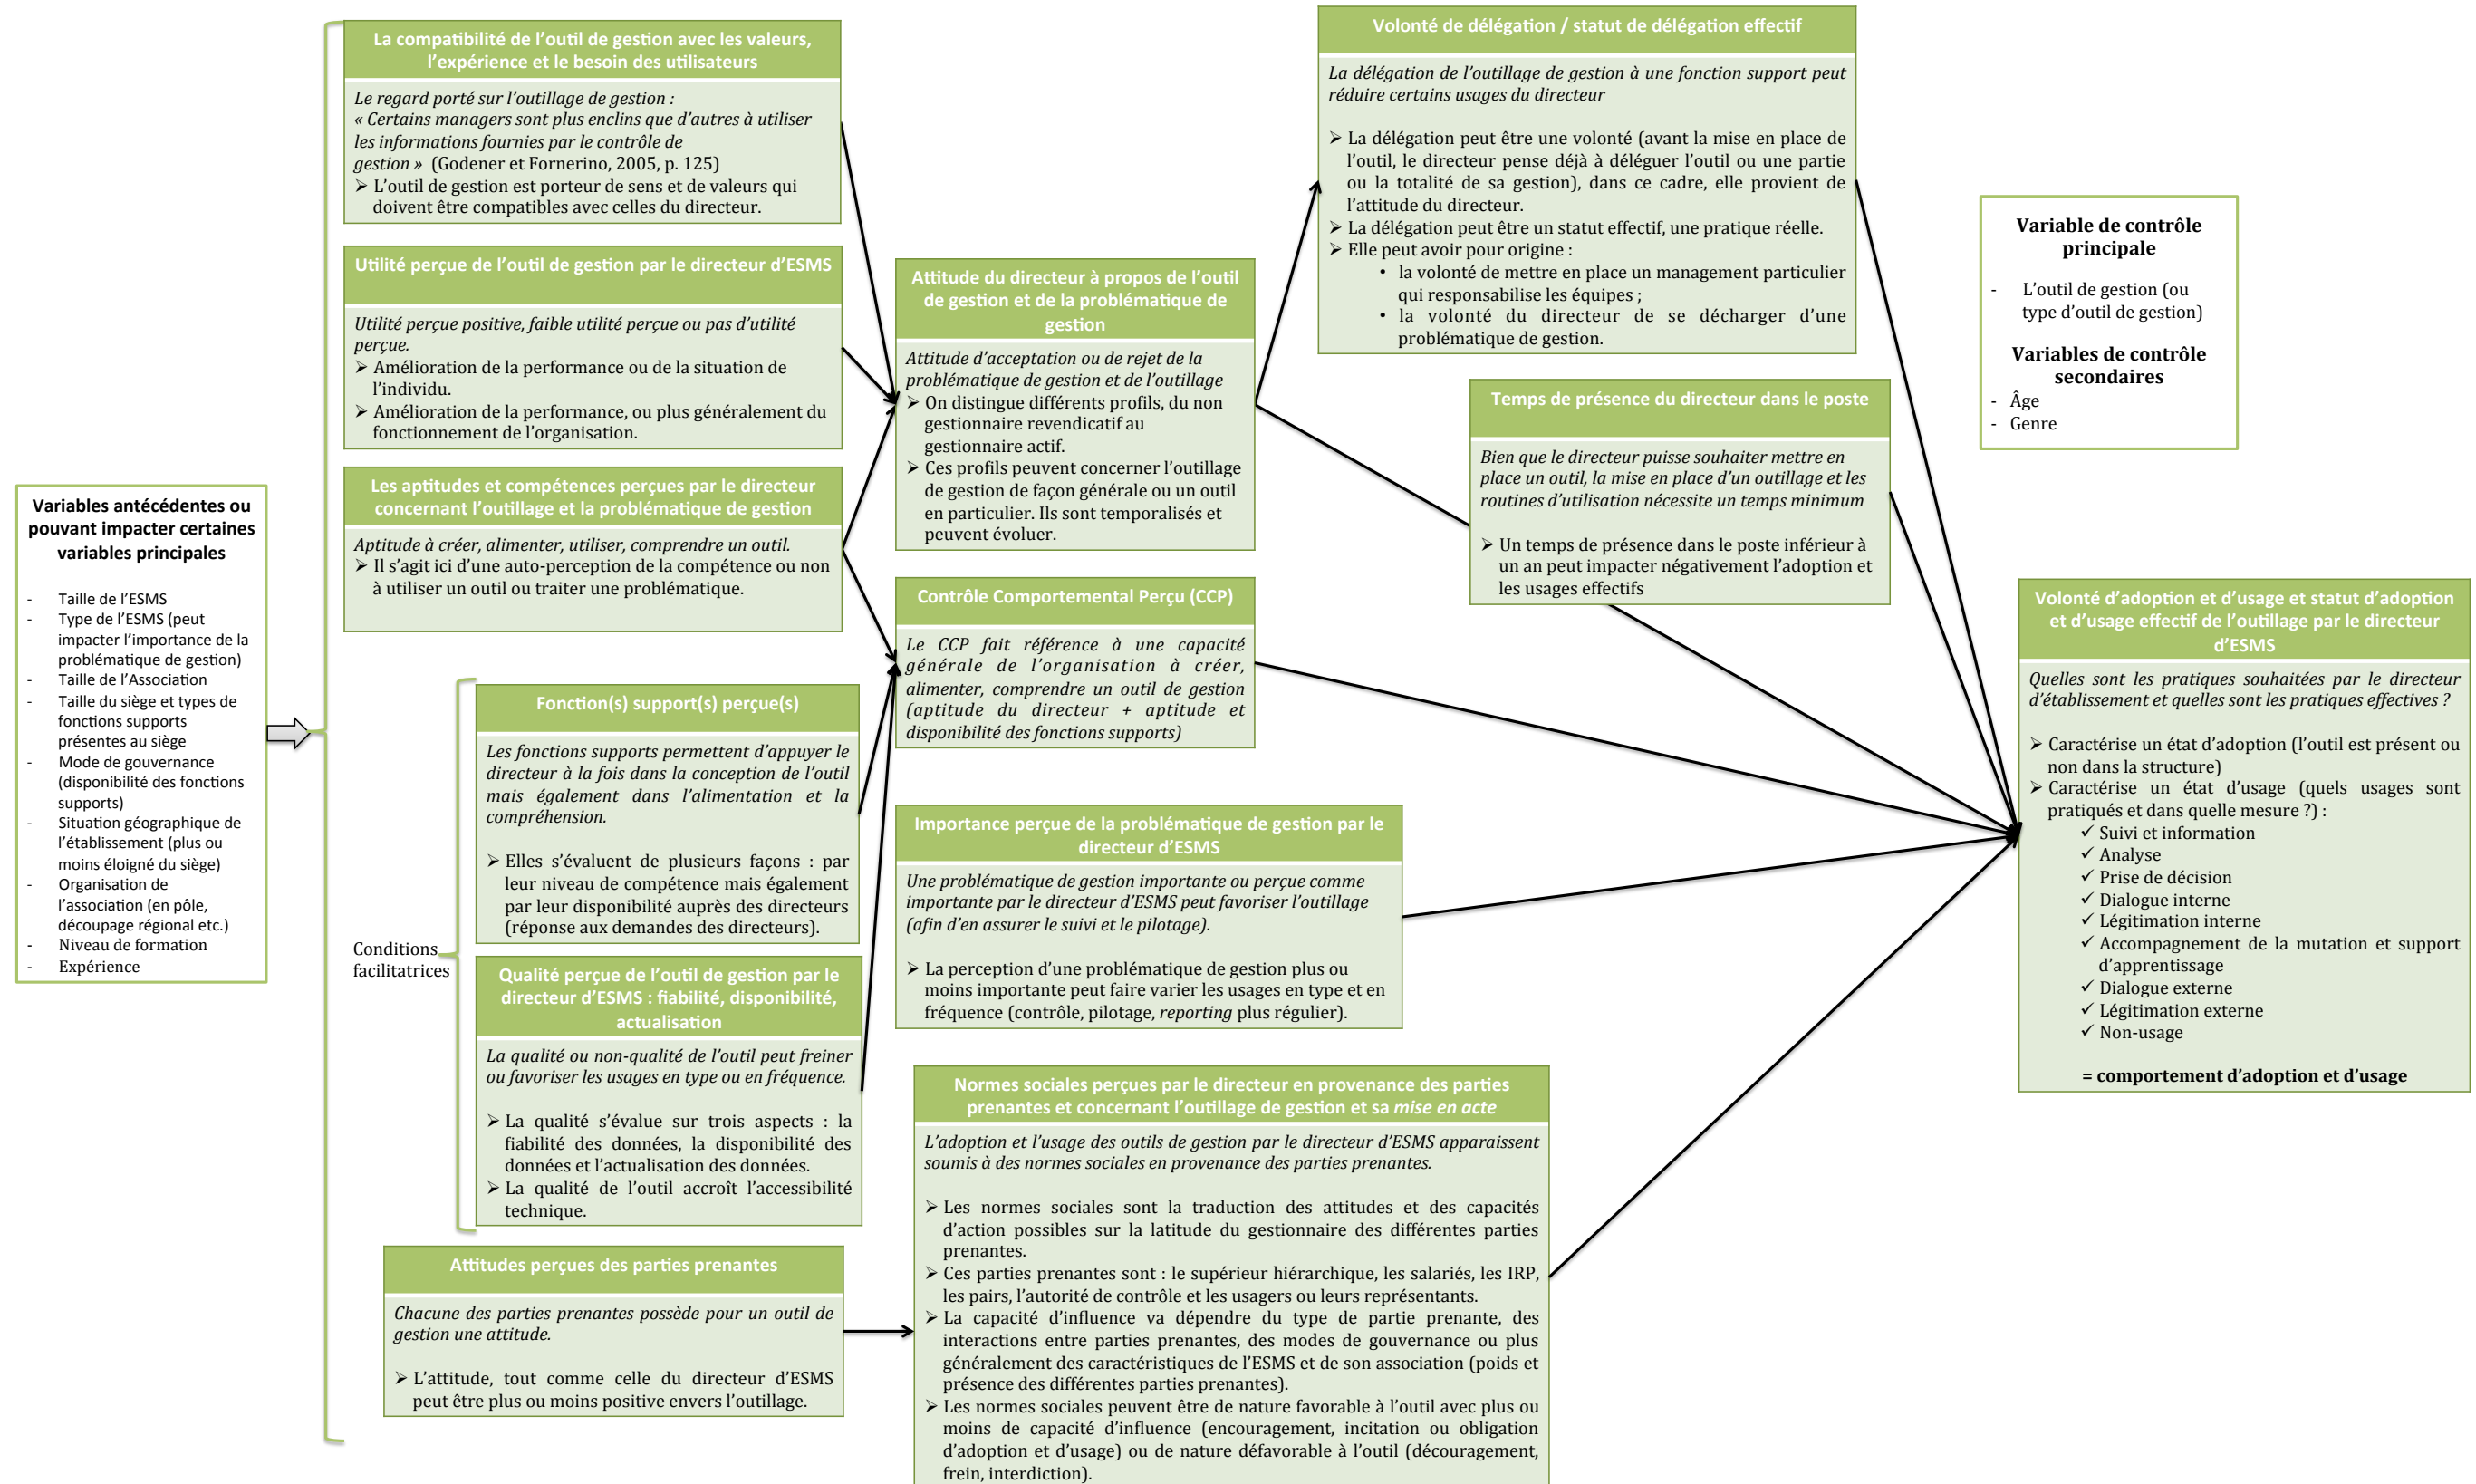 Variables antécédentes ou
pouvant impacter certaines
variables principales
- Taille de l’ESMS
- Type de l’ESMS (peut
impacter l’importance de la
problématique de gestion)
- Taille de l’Association
- Taille du siège et types de
fonctions supports
présentes au siège
- Mode de gouvernance
(disponibilité des fonctions
supports)
- Situation géographique de
l’établissement (plus ou
moins éloigné du siège)
- Organisation de
l’association (en pôle,
découpage régional etc.)
- Niveau de formation
- Expérience
La compatibilité de l’outil de gestion avec les valeurs,
l’expérience et le besoin des utilisateurs
Le regard porté sur l’outillage de gestion :
« Certains managers sont plus enclins que d’autres à utiliser
les informations fournies par le contrôle de
gestion » (Godener et Fornerino, 2005, p. 125)
➢ L’outil de gestion est porteur de sens et de valeurs qui
doivent être compatibles avec celles du directeur.
Utilité perçue de l’outil de gestion par le directeur d’ESMS
Utilité perçue positive, faible utilité perçue ou pas d’utilité
perçue.
➢ Amélioration de la performance ou de la situation de
l’individu.
➢ Amélioration de la performance, ou plus généralement du
fonctionnement de l’organisation.
Les aptitudes et compétences perçues par le directeur
concernant l’outillage et la problématique de gestion
Aptitude à créer, alimenter, utiliser, comprendre un outil.
➢ Il s’agit ici d’une auto-perception de la compétence ou non
à utiliser un outil ou traiter une problématique.
Conditions
facilitatrices
Fonction(s) support(s) perçue(s)
Les fonctions supports permettent d’appuyer le
directeur à la fois dans la conception de l’outil
mais également dans l’alimentation et la
compréhension.
➢ Elles s’évaluent de plusieurs façons : par
leur niveau de compétence mais également
par leur disponibilité auprès des directeurs
(réponse aux demandes des directeurs).
Qualité perçue de l’outil de gestion par le
directeur d’ESMS : fiabilité, disponibilité,
actualisation
La qualité ou non-qualité de l’outil peut freiner
ou favoriser les usages en type ou en fréquence.
➢ La qualité s’évalue sur trois aspects : la
fiabilité des données, la disponibilité des
données et l’actualisation des données.
➢ La qualité de l’outil accroît l’accessibilité
technique.
Attitudes perçues des parties prenantes
Chacune des parties prenantes possède pour un outil de
gestion une attitude.
➢ L’attitude, tout comme celle du directeur d’ESMS
peut être plus ou moins positive envers l’outillage.
Attitude du directeur à propos de l’outil
de gestion et de la problématique de
gestion
Attitude d’acceptation ou de rejet de la
problématique de gestion et de l’outillage
➢ On distingue différents profils, du non
gestionnaire revendicatif au
gestionnaire actif.
➢ Ces profils peuvent concerner l’outillage
de gestion de façon générale ou un outil
en particulier. Ils sont temporalisés et
peuvent évoluer.
Contrôle Comportemental Perçu (CCP)
Le CCP fait référence à une capacité
générale de l’organisation à créer,
alimenter, comprendre un outil de gestion
(aptitude du directeur + aptitude et
disponibilité des fonctions supports)
Importance perçue de la problématique de gestion par le
directeur d’ESMS
Une problématique de gestion importante ou perçue comme
importante par le directeur d’ESMS peut favoriser l’outillage
(afin d’en assurer le suivi et le pilotage).
➢ La perception d’une problématique de gestion plus ou
moins importante peut faire varier les usages en type et en
fréquence (contrôle, pilotage, reporting plus régulier).
Normes sociales perçues par le directeur en provenance des parties
prenantes et concernant l’outillage de gestion et sa mise en acte
L’adoption et l’usage des outils de gestion par le directeur d’ESMS apparaissent
soumis à des normes sociales en provenance des parties prenantes.
➢ Les normes sociales sont la traduction des attitudes et des capacités
d’action possibles sur la latitude du gestionnaire des différentes parties
prenantes.
➢ Ces parties prenantes sont : le supérieur hiérarchique, les salariés, les IRP,
les pairs, l’autorité de contrôle et les usagers ou leurs représentants.
➢ La capacité d’influence va dépendre du type de partie prenante, des
interactions entre parties prenantes, des modes de gouvernance ou plus
généralement des caractéristiques de l’ESMS et de son association (poids et
présence des différentes parties prenantes).
➢ Les normes sociales peuvent être de nature favorable à l’outil avec plus ou
moins de capacité d’influence (encouragement, incitation ou obligation
d’adoption et d’usage) ou de nature défavorable à l’outil (découragement,
frein, interdiction).
Volonté de délégation / statut de délégation effectif
La délégation de l’outillage de gestion à une fonction support peut
réduire certains usages du directeur
➢ La délégation peut être une volonté (avant la mise en place de
l’outil, le directeur pense déjà à déléguer l’outil ou une partie
ou la totalité de sa gestion), dans ce cadre, elle provient de
l’attitude du directeur.
➢ La délégation peut être un statut effectif, une pratique réelle.
➢ Elle peut avoir pour origine :
• la volonté de mettre en place un management particulier
qui responsabilise les équipes ;
• la volonté du directeur de se décharger d’une
problématique de gestion.
Temps de présence du directeur dans le poste
Bien que le directeur puisse souhaiter mettre en
place un outil, la mise en place d’un outillage et les
routines d’utilisation nécessite un temps minimum
➢ Un temps de présence dans le poste inférieur à
un an peut impacter négativement l’adoption et
les usages effectifs
Variable de contrôle
principale
- L’outil de gestion (ou
type d’outil de gestion)
Variables de contrôle
secondaires
- Âge
- Genre
Volonté d’adoption et d’usage et statut d’adoption
et d’usage effectif de l’outillage par le directeur
d’ESMS
Quelles sont les pratiques souhaitées par le directeur
d’établissement et quelles sont les pratiques effectives ?
➢ Caractérise un état d’adoption (l’outil est présent ou
non dans la structure)
➢ Caractérise un état d’usage (quels usages sont
pratiqués et dans quelle mesure ?) :
✓ Suivi et information
✓ Analyse
✓ Prise de décision
✓ Dialogue interne
✓ Légitimation interne
✓ Accompagnement de la mutation et support
d’apprentissage
✓ Dialogue externe
✓ Légitimation externe
✓ Non-usage
= comportement d’adoption et d’usage